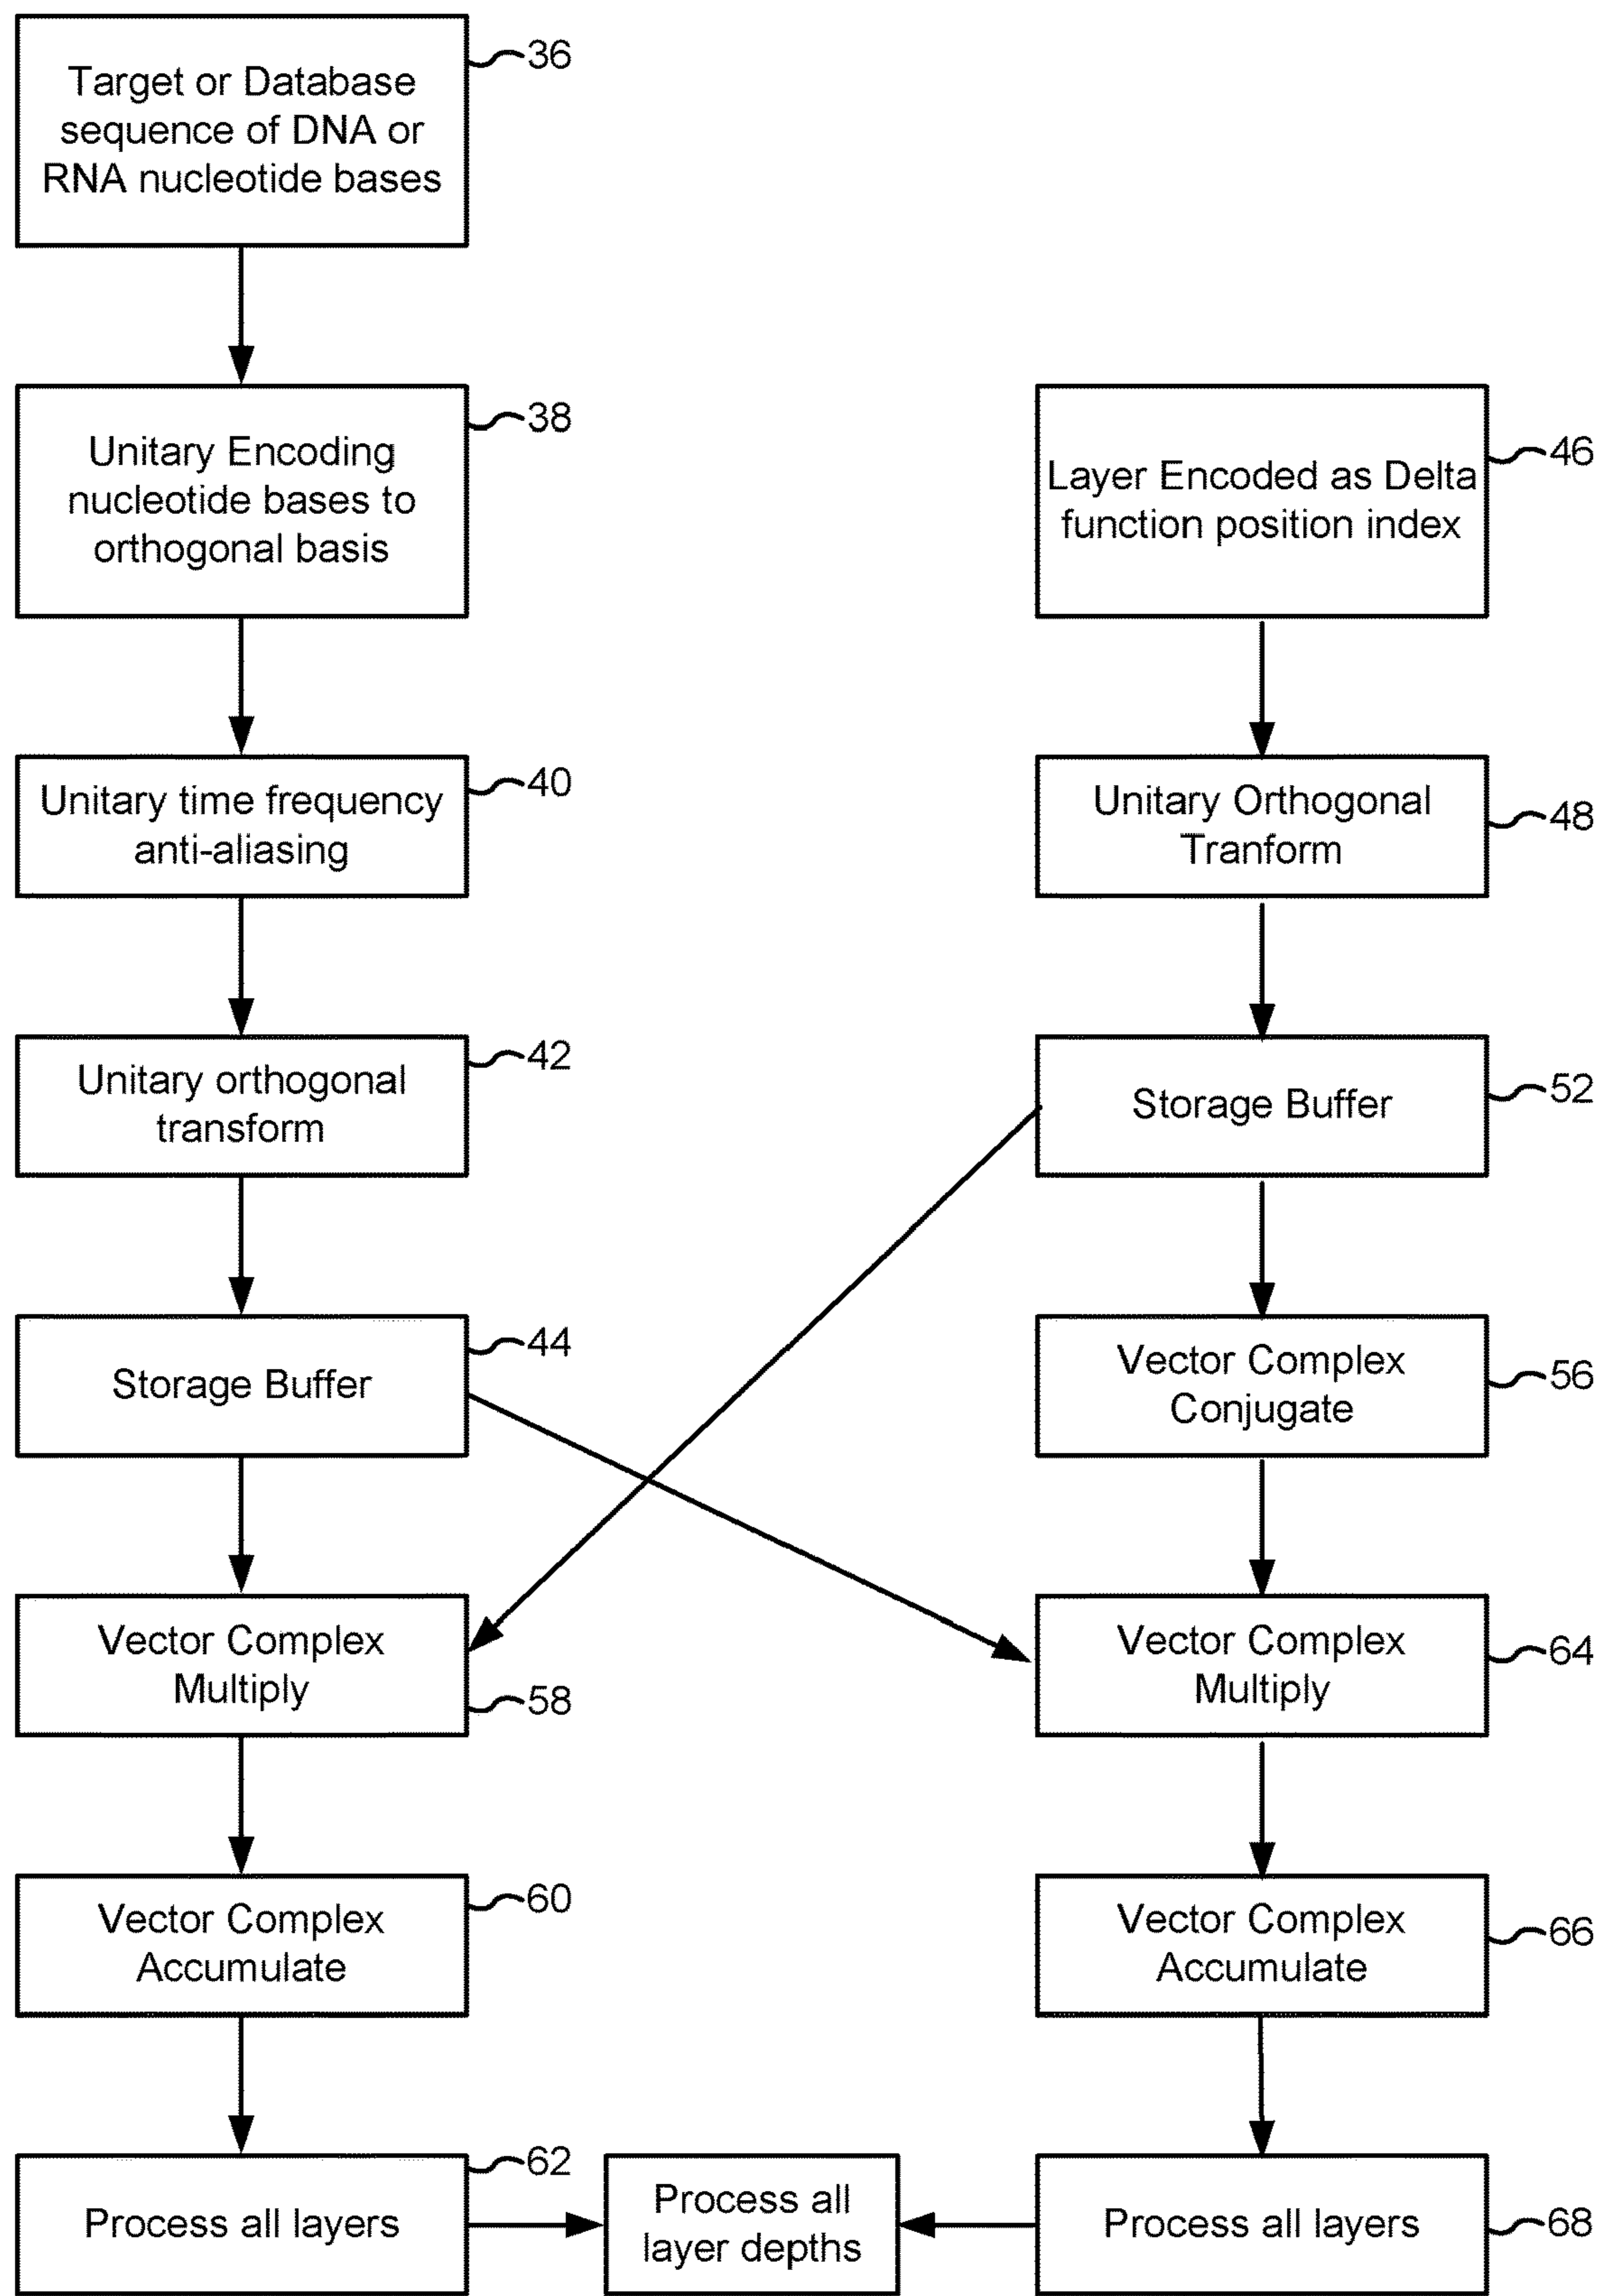 Target or Database
sequence of DNA or
RNA nucleotide bases
36
Unitary Encoding
nucleotide bases to
orthogonal basis
38
Layer Encoded as Delta
function position index
46
Unitary time frequency
anti-aliasing
40
Unitary Orthogonal
Tranform
48
Unitary orthogonal
transform
42
Storage Buffer
52
Storage Buffer
44
Vector Complex
Conjugate
56
Vector Complex
Multiply
58
Vector Complex
Multiply
64
Vector Complex
Accumulate
60
Vector Complex
Accumulate
66
Process all layers
62
Process all
layer depths
Process all layers
68